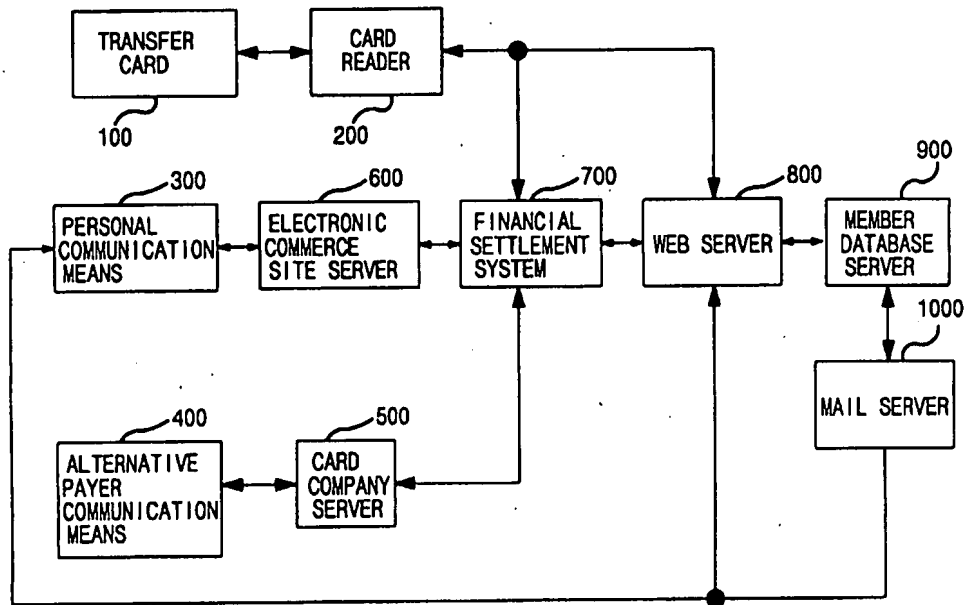 TRANSFER
CARD
100
CARD
READER
200
300
PERSONAL
COMMUNICATION
MEANS
600
ELECTRONIC
COMMERCE
SITE SERVER
700
FINANCIAL
SETTLEMENT
SYSTEM
800
WEB SERVER
900
MEMBER
DATABASE
SERVER
1000
MAIL SERVER
400
ALTERNATIVE
PAYER
COMMUNICATION
MEANS
500
CARD
COMPANY
SERVER